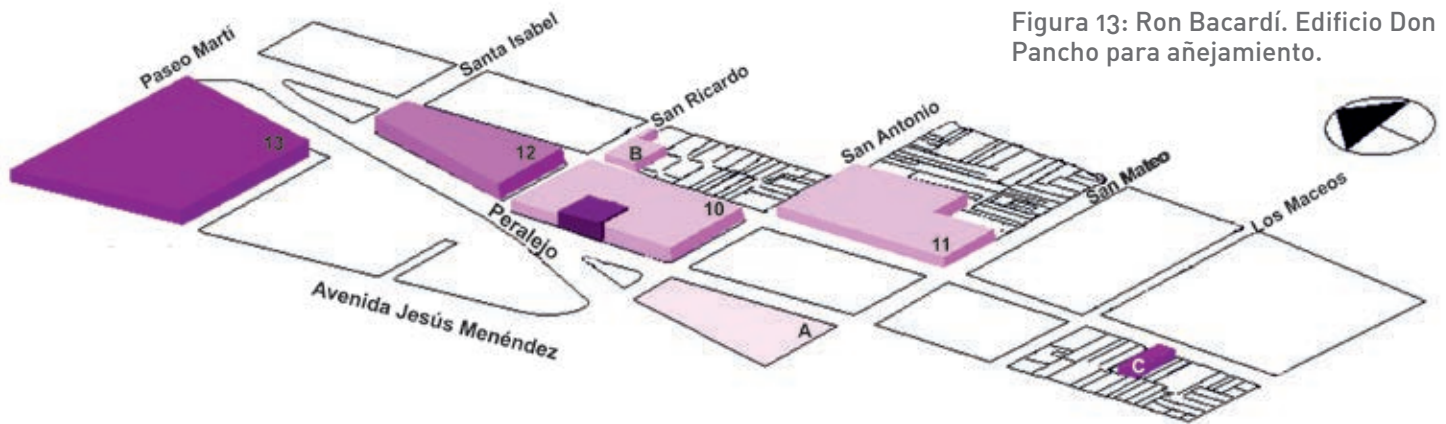 Figura 13: Ron Bacardí. Edificio Don
Pancho para añejamiento.
Paseo Martí
Santa Isabel
San Ricardo
San Antonio
San Mateo
Los Maceos
13
12
B
10
11
Peralejo
Avenida Jesús Menéndez
A
C